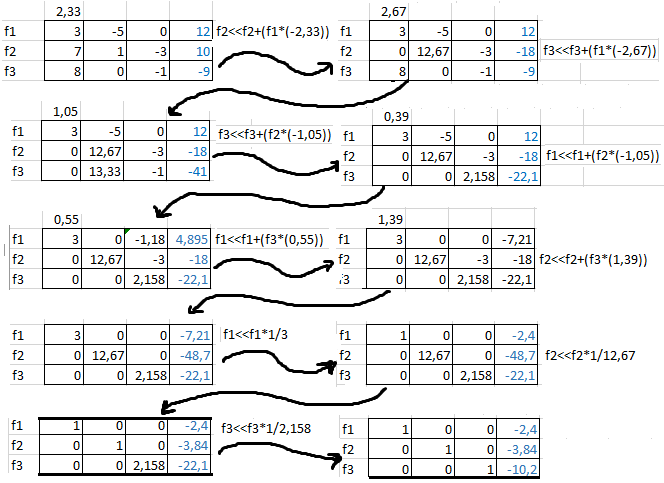 2,33
f1 3 -5 0 12 f2<<f2+(f1*(-2,33))
f2 7 1 -3 10
f3 8 0 -1 -9
2,67
f1 3 -5 0 12
f2 0 12,67 -3 -18 f3<<f3+(f1*(-2,67))
f3 8 0 -1 -9
1,05
f1 3 -5 0 12 f3<<f3+(f2*(-1,05))
f2 0 12,67 -3 -18
f3 0 13,33 -1 -41
0,39
f1 3 -5 0 12
f2 0 12,67 -3 -18 f1<<f1+(f2*(-1,05))
f3 0 0 2,158 -22,1
0,55
f1 3 0 -1,18 4,895 f1<<f1+(f3*(0,55))
f2 0 12,67 -3 -18
f3 0 0 2,158 -22,1
1,39
f1 3 0 0 -7,21
f2 0 12,67 -3 -18 f2<<f2+(f3*(1,39))
f3 0 0 2,158 -22,1
f1 3 0 0 -7,21 f1<<f1*1/3
f2 0 12,67 0 -48,7
f3 0 0 2,158 -22,1
f1 1 0 0 -2,4
f2 0 12,67 0 -48,7 f2<<f2*1/12,67
f3 0 0 2,158 -22,1
f1 1 0 0 -2,4 f3<<f3*1/2,158
f2 0 1 0 -3,84
f3 0 0 2,158 -22,1
f1 1 0 0 -2,4
f2 0 1 0 -3,84
f3 0 0 1 -10,2